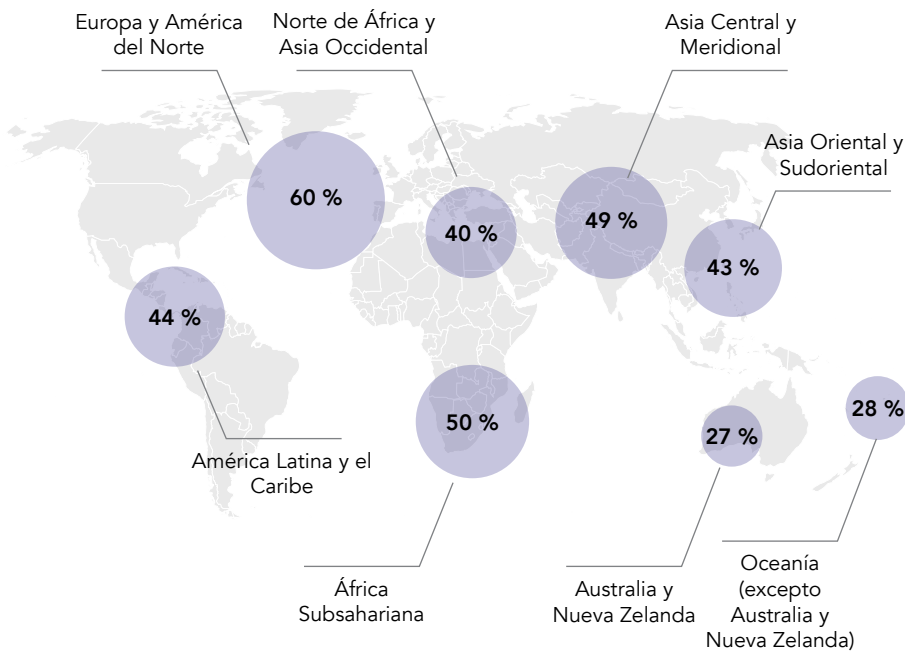 Europa y América
del Norte
Norte de África y
Asia Occidental
Asia Central y
Meridional
Asia Oriental y
Sudoriental
60 %
40 %
49 %
43 %
44 %
50 %
27 %
28 %
América Latina y el
Caribe
África
Subsahariana
Australia y
Nueva Zelanda
Oceanía
(excepto
Australia y
Nueva Zelanda)